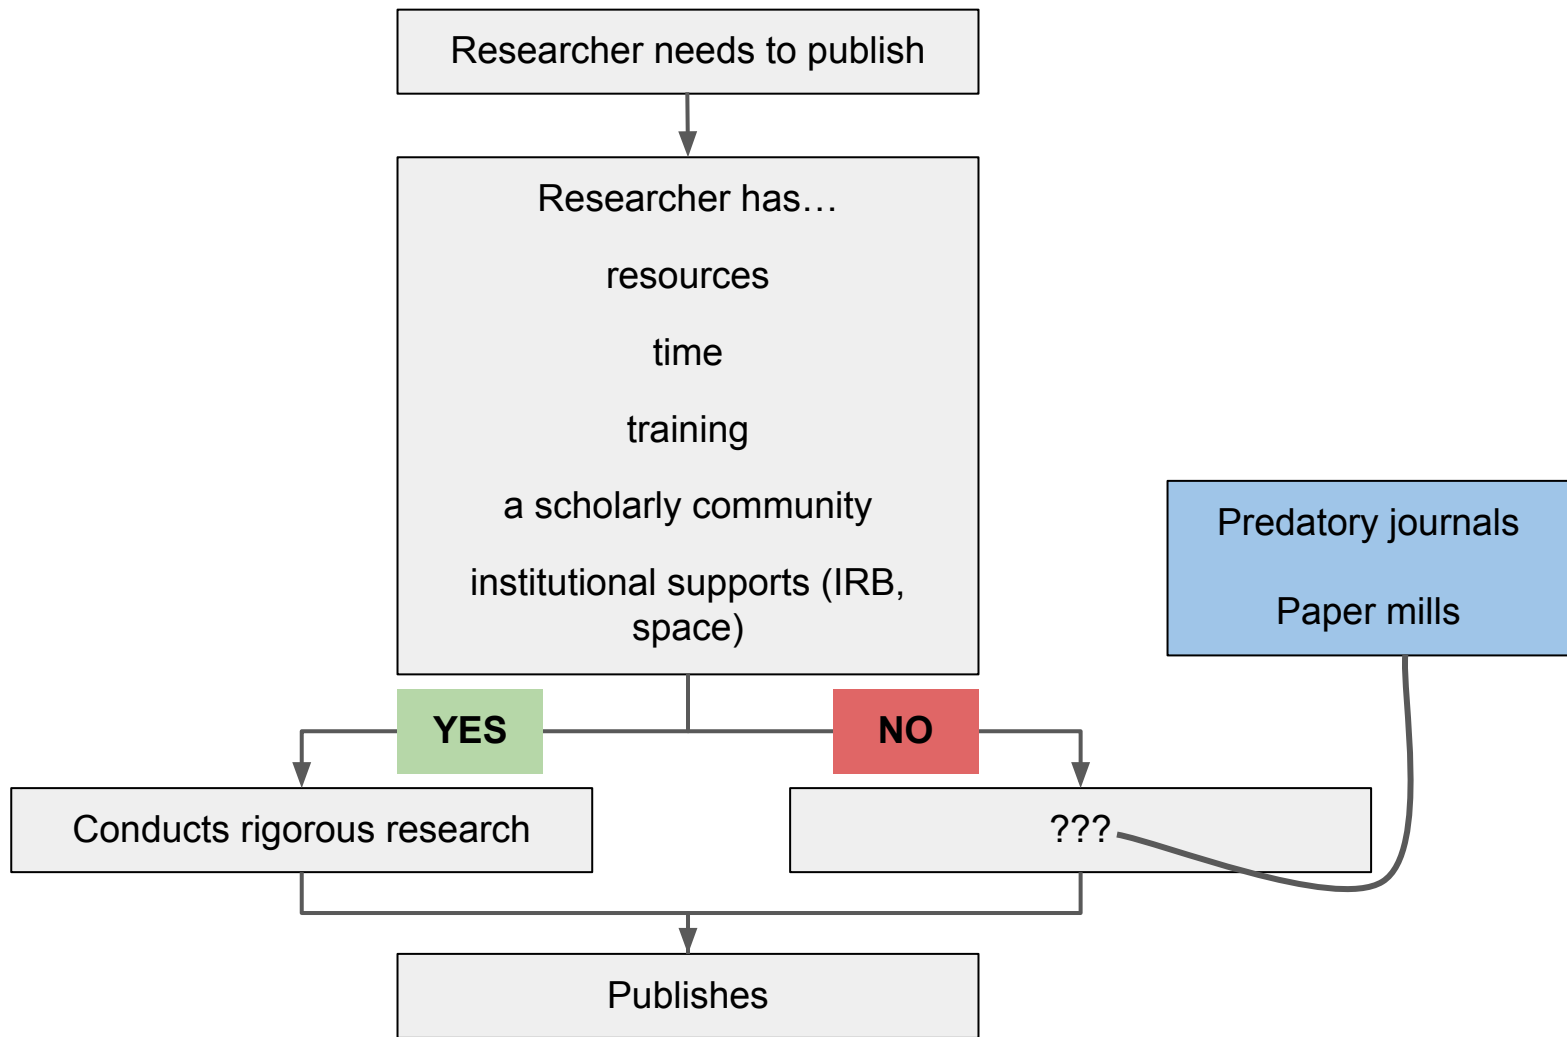 Researcher needs to publish
Researcher has…
resources
time
training
a scholarly community
institutional supports (IRB,
space)
Predatory journals
Paper mills
YES
NO
Conducts rigorous research
???
Publishes